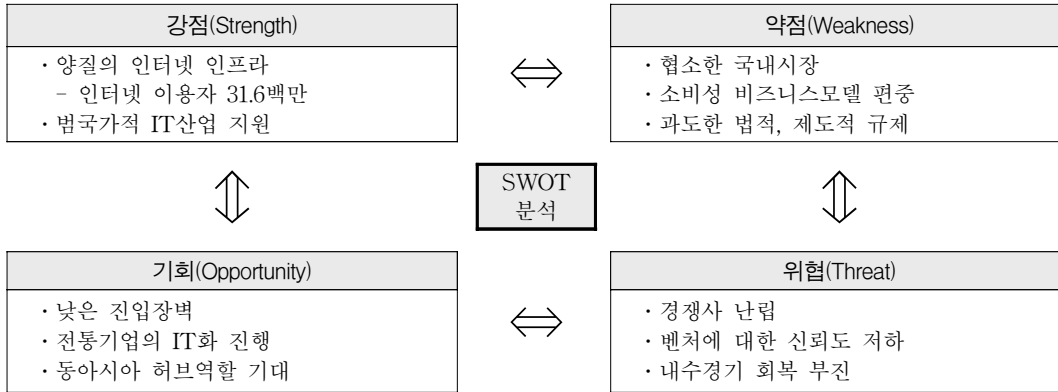 강점(Strength)
· 양질의 인터넷 인프라
- 인터넷 이용자 31.6백만
· 범국가적 IT산업 지원
약점(Weakness)
· 협소한 국내시장
· 소비성 비즈니스모델 편중
· 과도한 법적, 제도적 규제
SWOT
분석
기회(Opportunity)
· 낮은 진입장벽
· 전통기업의 IT화 진행
· 동아시아 허브역할 기대
위협(Threat)
· 경쟁사 난립
· 벤처에 대한 신뢰도 저하
· 내수경기 회복 부진